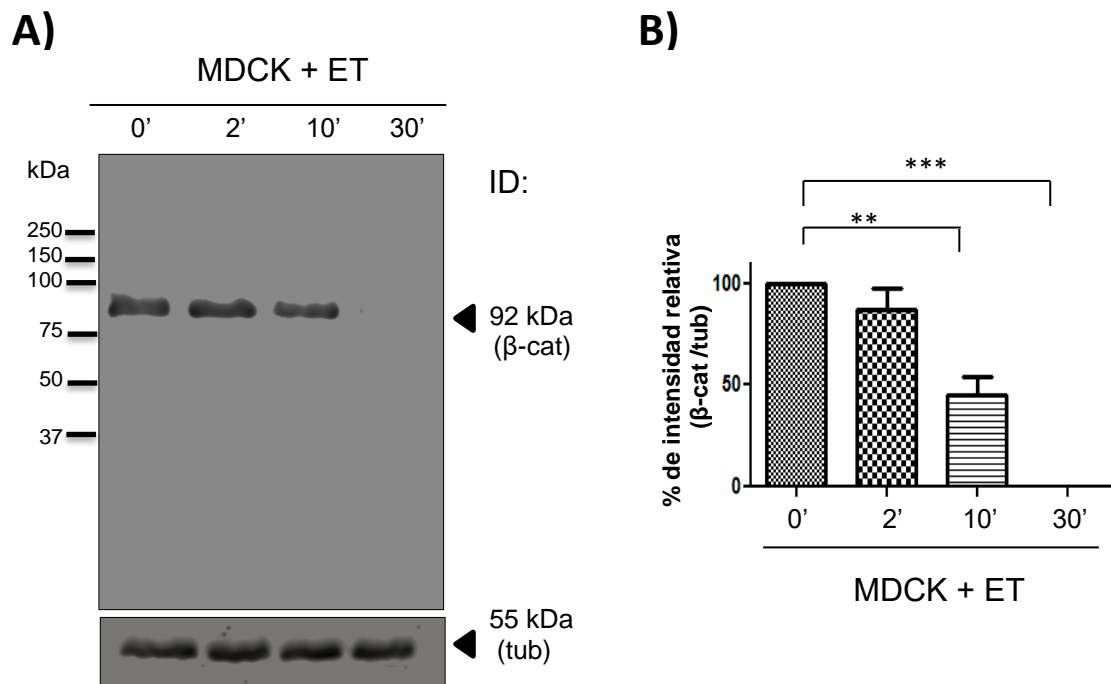 A)
MDCK + ET
0’ 2’ 10’ 30’
kDa
250
150
100
75
50
37
ID:
92 kDa
(β-cat)
55 kDa
(tub)
B)
***
**
% de intensidad relativa
(β-cat /tub)
100
50
0
0’ 2’ 10’ 30’
MDCK + ET